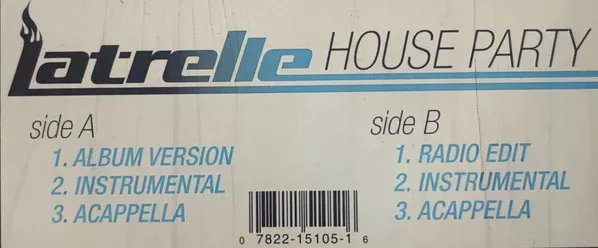 Latrelle HOUSE PARTY
side A
1. ALBUM VERSION
2. INSTRUMENTAL
3. ACAPPELLA
side B
1. RADIO EDIT
2. INSTRUMENTAL
3. ACAPPELLA
0 7822-15105-1 6